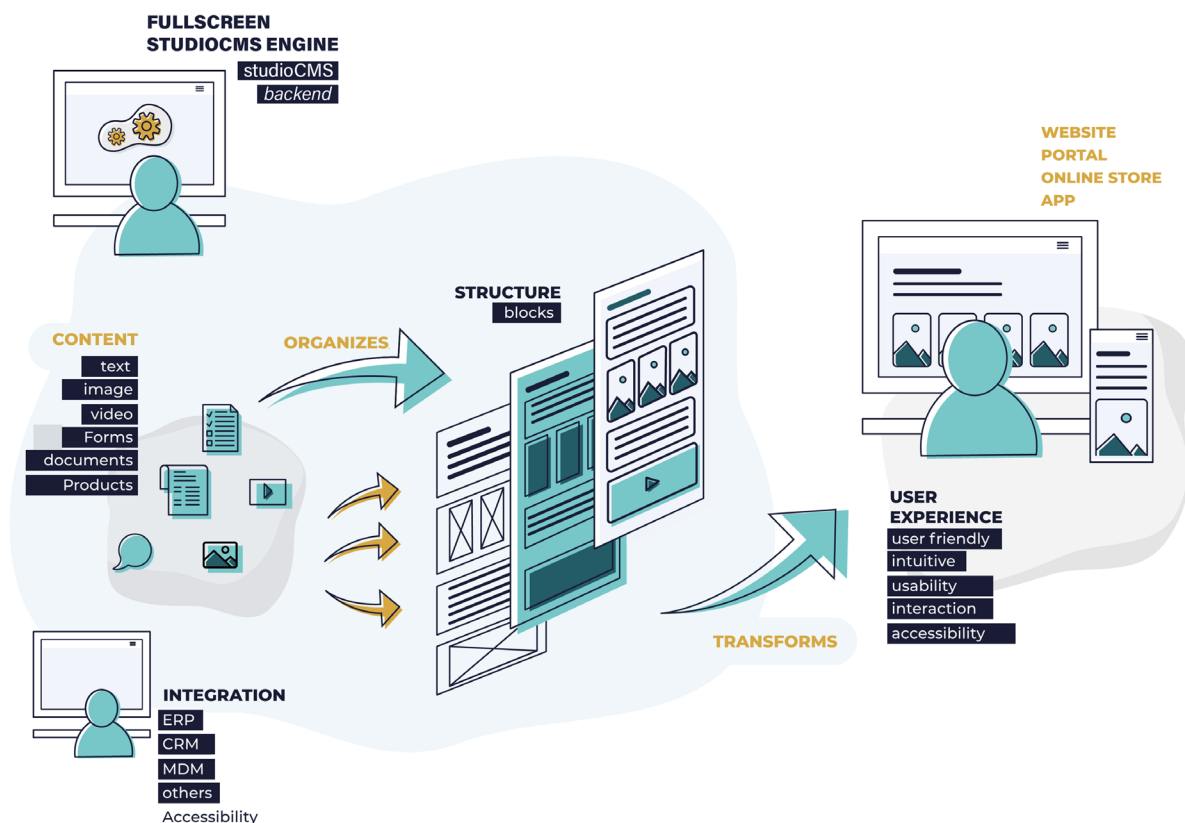 FULLSCREEN
STUDIOCMS ENGINE
studioCMS
backend
WEBSITE
PORTAL
ONLINE STORE
APP
STRUCTURE
blocks
CONTENT
text
image
video
Forms
documents
Products
ORGANIZES
USER
EXPERIENCE
user friendly
intuitive
usability
interaction
accessibility
TRANSFORMS
INTEGRATION
ERP
CRM
MDM
others
Accessibility